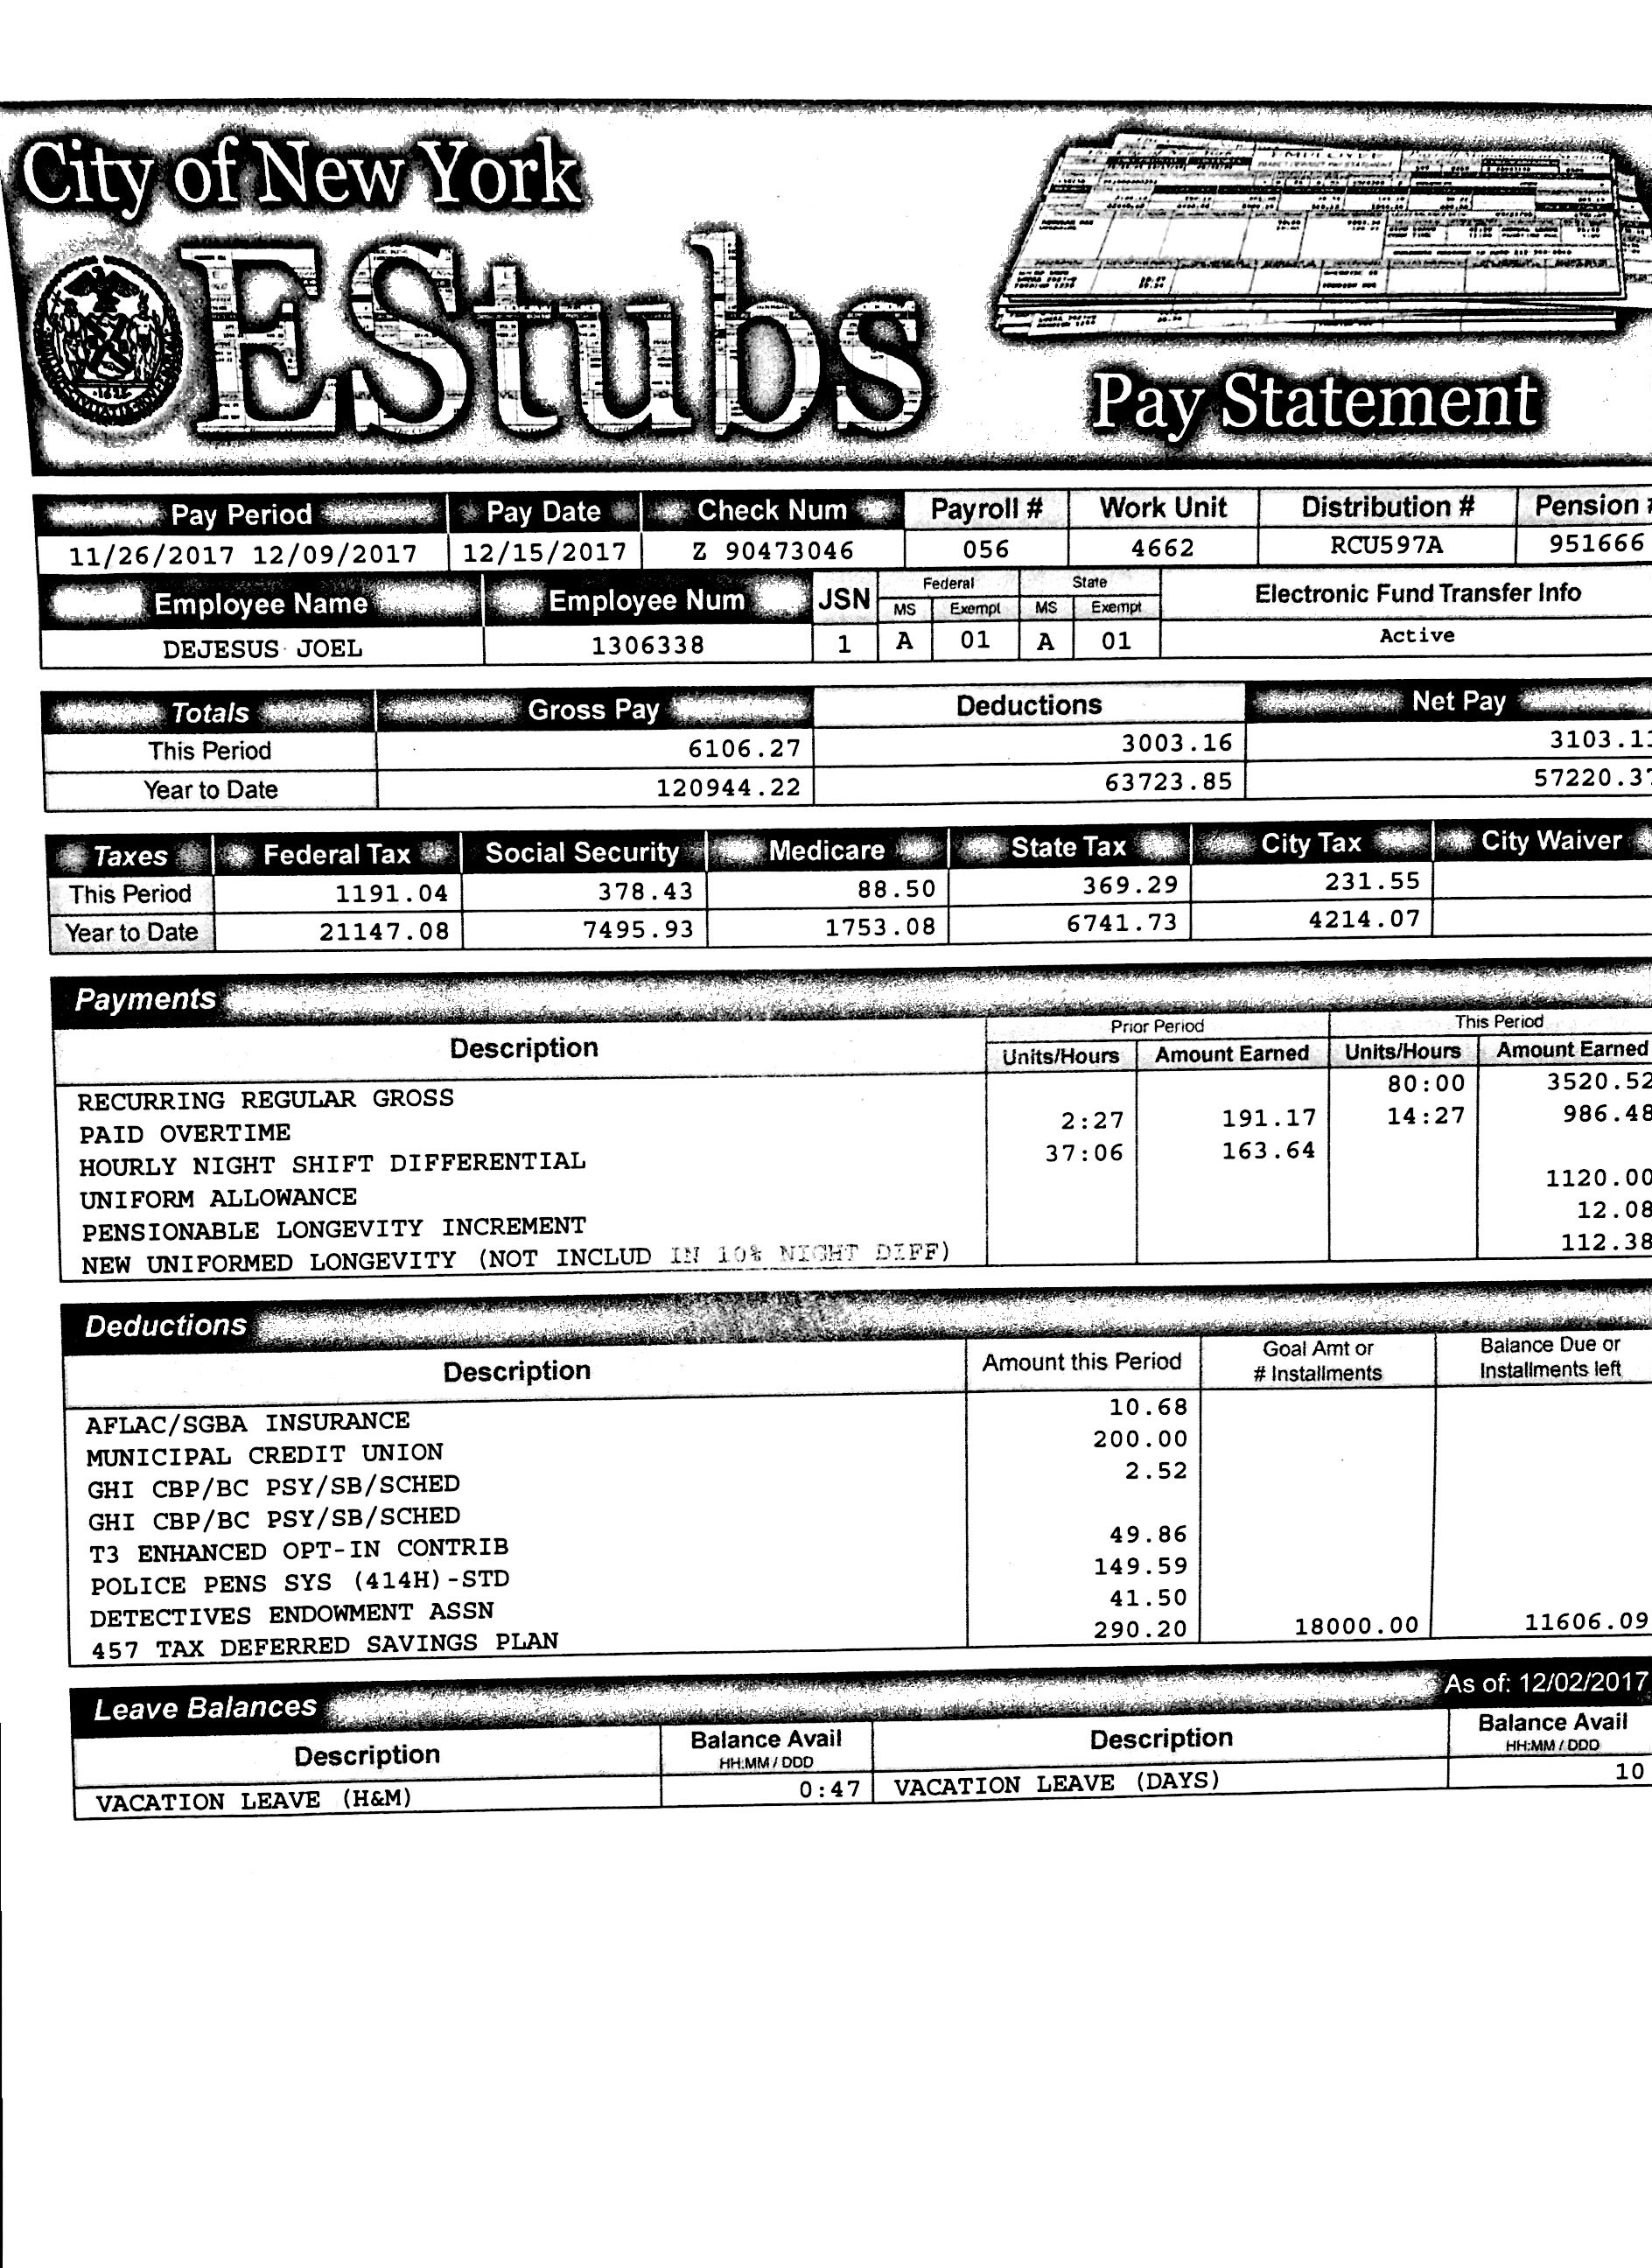 City of New York
EStubs
Pay Statement
Pay Period Pay Date Check Num Payroll # Work Unit Distribution # Pension #
11/26/2017 12/09/2017 12/15/2017 Z 90473046 056 4662 RCU597A 951666
Employee Name Employee Num JSN Federal State Electronic Fund Transfer Info
MS Exempt MS Exempt
DEJESUS JOEL 1306338 1 A 01 A 01 Active
Totals Gross Pay Deductions Net Pay
This Period 6106.27 3003.16 3103.11
Year to Date 120944.22 63723.85 57220.37
Taxes Federal Tax Social Security Medicare State Tax City Tax City Waiver
This Period 1191.04 378.43 88.50 369.29 231.55
Year to Date 21147.08 7495.93 1753.08 6741.73 4214.07
Payments
Description Prior Period This Period
Units/Hours Amount Earned Units/Hours Amount Earned
RECURRING REGULAR GROSS 80:00 3520.52
PAID OVERTIME 2:27 191.17 14:27 986.48
HOURLY NIGHT SHIFT DIFFERENTIAL 37:06 163.64
UNIFORM ALLOWANCE 1120.00
PENSIONABLE LONGEVITY INCREMENT 12.08
NEW UNIFORMED LONGEVITY (NOT INCLUD IN 10% NIGHT DIFF) 112.38
Deductions
Description Amount this Period Goal Amt or # Installments Balance Due or Installments left
AFLAC/SGBA INSURANCE 10.68
MUNICIPAL CREDIT UNION 200.00
GHI CBP/BC PSY/SB/SCHED 2.52
GHI CBP/BC PSY/SB/SCHED
T3 ENHANCED OPT-IN CONTRIB 49.86
POLICE PENS SYS (414H)-STD 149.59
DETECTIVES ENDOWMENT ASSN 41.50
457 TAX DEFERRED SAVINGS PLAN 290.20 18000.00 11606.09
Leave Balances As of: 12/02/2017
Description Balance Avail HH:MM / DDD Description Balance Avail HH:MM / DDD
VACATION LEAVE (H&M) 0:47 VACATION LEAVE (DAYS) 10